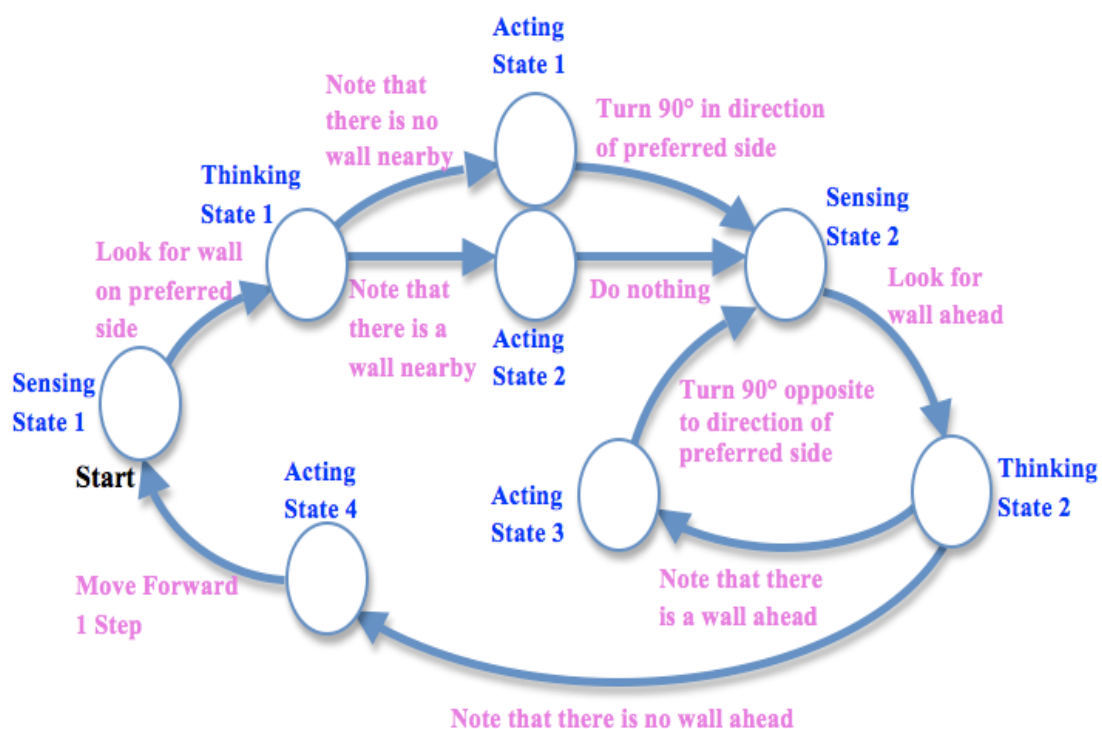 Acting
State 1
Note that
there is no
wall nearby
Turn 90° in direction
of preferred side
Thinking
State 1
Sensing
State 2
Look for wall
on preferred
side
Note that
there is a
wall nearby
Do nothing
Look for
wall ahead
Acting
State 2
Sensing
State 1
Turn 90° opposite
to direction of
preferred side
Start
Acting
State 4
Acting
State 3
Thinking
State 2
Move Forward
1 Step
Note that there
is a wall ahead
Note that there is no wall ahead